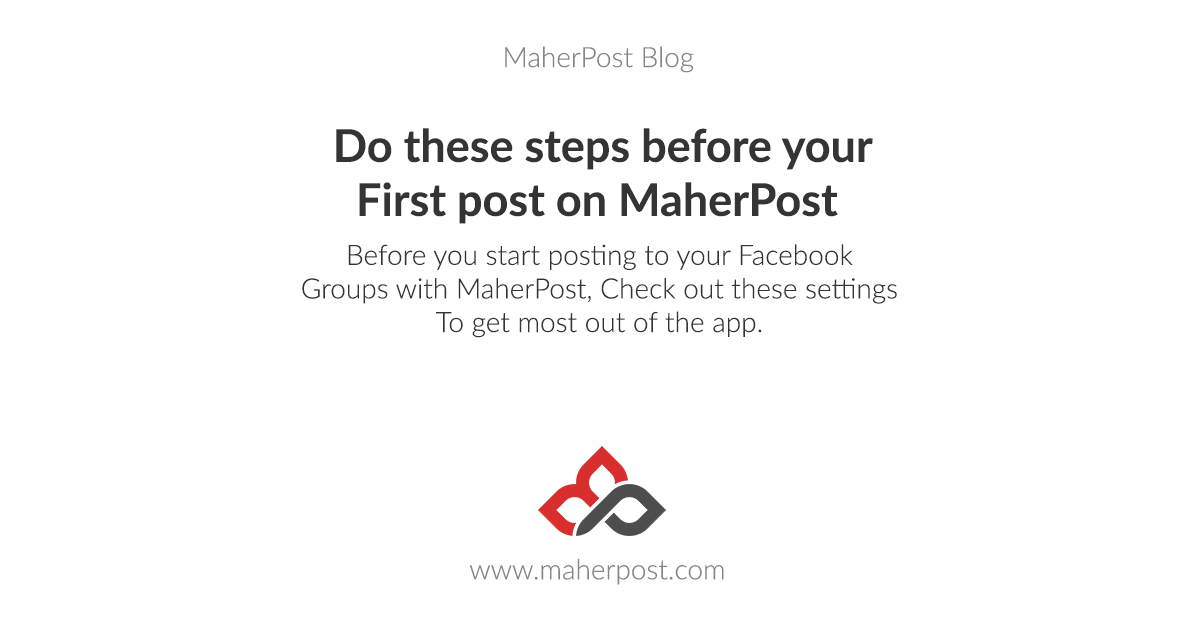 MaherPost Blog
Do these steps before your
First post on MaherPost
Before you start posting to your Facebook
Groups with MaherPost, Check out these settings
To get most out of the app.
www.maherpost.com